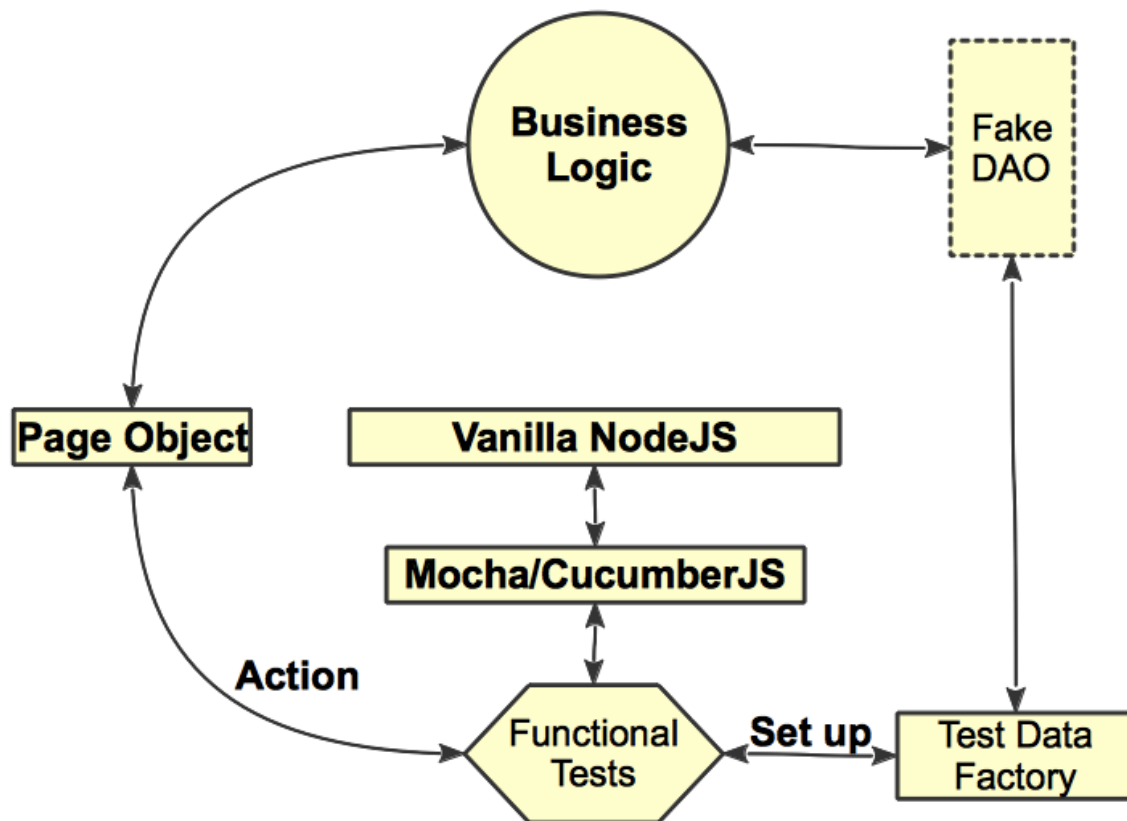 Business
Logic
Fake
DAO
Page Object
Vanilla NodeJS
Mocha/CucumberJS
Action
Functional
Tests
Set up
Test Data
Factory